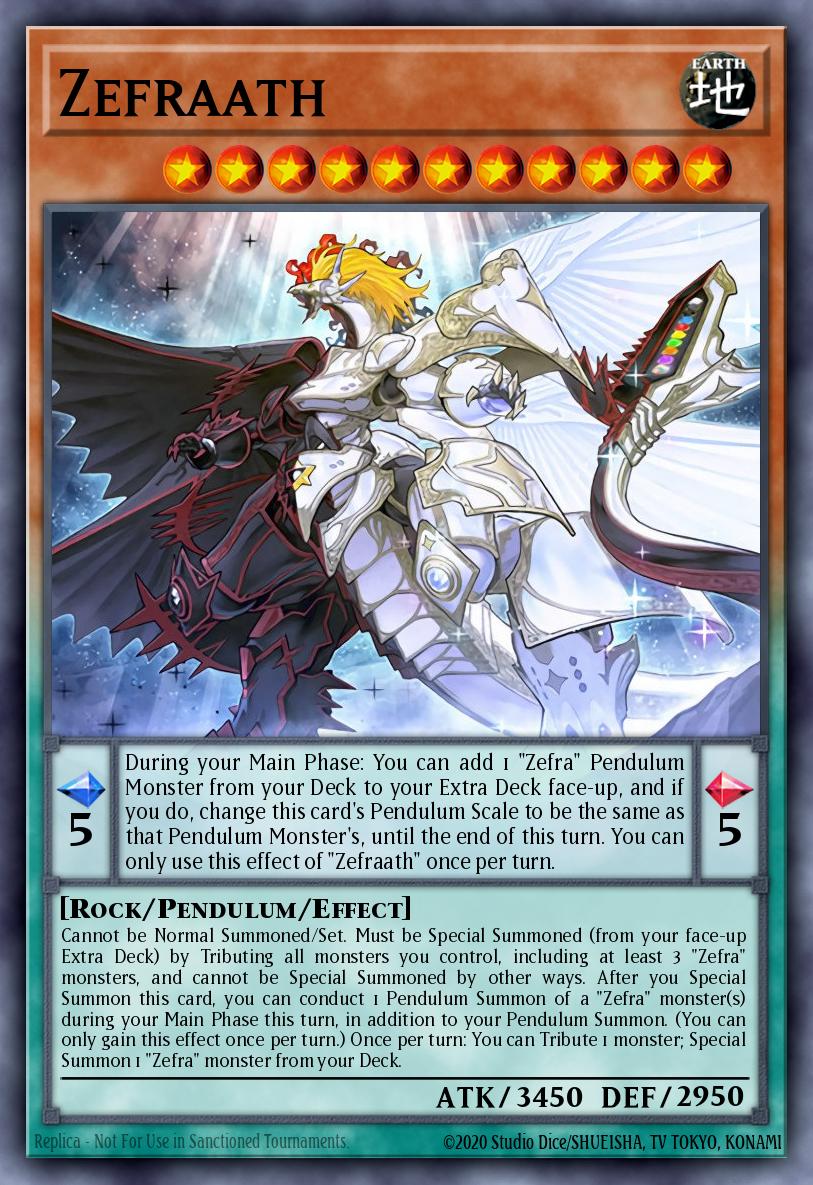 Zefraath
EARTH
地
During your Main Phase: You can add 1 "Zefra" Pendulum
Monster from your Deck to your Extra Deck face-up, and if
you do, change this card's Pendulum Scale to be the same as
that Pendulum Monster's, until the end of this turn. You can
only use this effect of "Zefraath" once per turn.
5
5
[Rock/Pendulum/Effect]
Cannot be Normal Summoned/Set. Must be Special Summoned (from your face-up
Extra Deck) by Tributing all monsters you control, including at least 3 "Zefra"
monsters, and cannot be Special Summoned by other ways. After you Special
Summon this card, you can conduct 1 Pendulum Summon of a "Zefra" monster(s)
during your Main Phase this turn, in addition to your Pendulum Summon. (You can
only gain this effect once per turn.) Once per turn: You can Tribute 1 monster; Special
Summon 1 "Zefra" monster from your Deck.
ATK/3450 DEF/2950
Replica - Not For Use in Sanctioned Tournaments.
©2020 Studio Dice/SHUEISHA, TV TOKYO, KONAMI